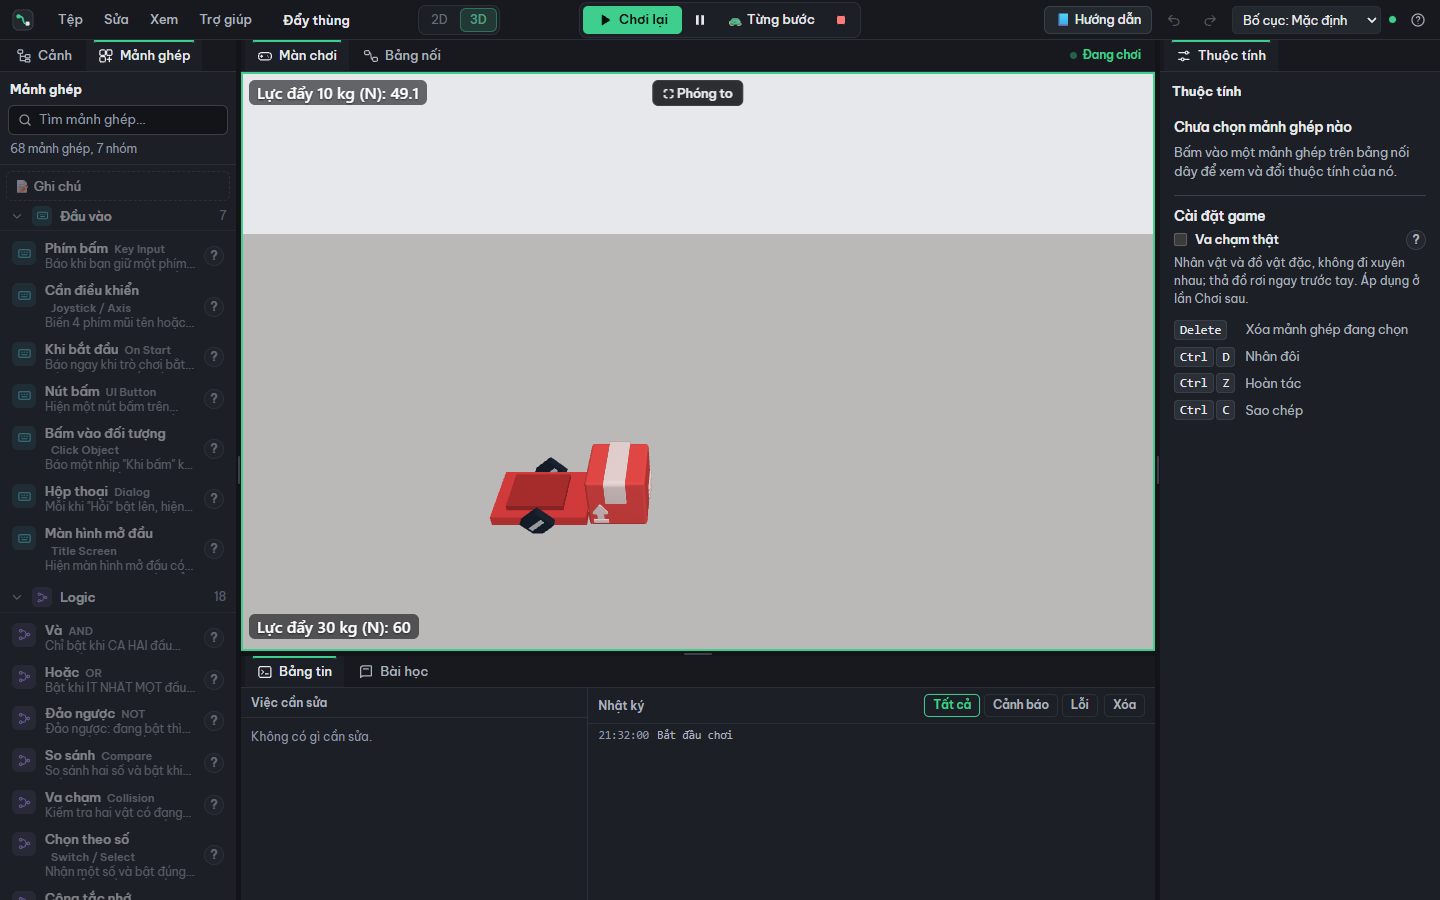 Tệp
Sửa
Xem
Trợ giúp
Đẩy thùng
2D
3D
Chơi lại
Từng bước
Hướng dẫn
Bố cục: Mặc định
Cảnh
Mảnh ghép
Màn chơi
Bảng nối
Đang chơi
Thuộc tính
Mảnh ghép
Tìm mảnh ghép...
68 mảnh ghép, 7 nhóm
Ghi chú
Đầu vào
7
Phím bấm Key Input
Báo khi bạn giữ một phím...
Cần điều khiển
Joystick / Axis
Biến 4 phím mũi tên hoặc...
Khi bắt đầu On Start
Báo ngay khi trò chơi bắt...
Nút bấm UI Button
Hiện một nút bấm trên...
Bấm vào đối tượng
Click Object
Báo một nhịp "Khi bấm" k...
Hộp thoại Dialog
Mỗi khi "Hỏi" bật lên, hiện...
Màn hình mở đầu
Title Screen
Hiện màn hình mở đầu có...
Logic
18
Và AND
Chỉ bật khi CẢ HAI đầu...
Hoặc OR
Bật khi ÍT NHẤT MỘT đầu...
Đảo ngược NOT
Đảo ngược: đang bật thì...
So sánh Compare
So sánh hai số và bật khi...
Va chạm Collision
Kiểm tra hai vật có đang...
Chọn theo số
Switch / Select
Nhận một số và bật đúng...
Công tắc nhớ
Lực đẩy 10 kg (N): 49.1
Phóng to
Lực đẩy 30 kg (N): 60
Bảng tin
Bài học
Việc cần sửa
Không có gì cần sửa.
Nhật ký
Tất cả
Cảnh báo
Lỗi
Xóa
21:32:00 Bắt đầu chơi
Thuộc tính
Chưa chọn mảnh ghép nào
Bấm vào một mảnh ghép trên bảng nối
dây để xem và đổi thuộc tính của nó.
Cài đặt game
Va chạm thật
?
Nhân vật và đồ vật đặc, không đi xuyên
nhau; thả đồ rơi ngay trước tay. Áp dụng ở
lần Chơi sau.
Delete Xóa mảnh ghép đang chọn
Ctrl D Nhân đôi
Ctrl Z Hoàn tác
Ctrl C Sao chép